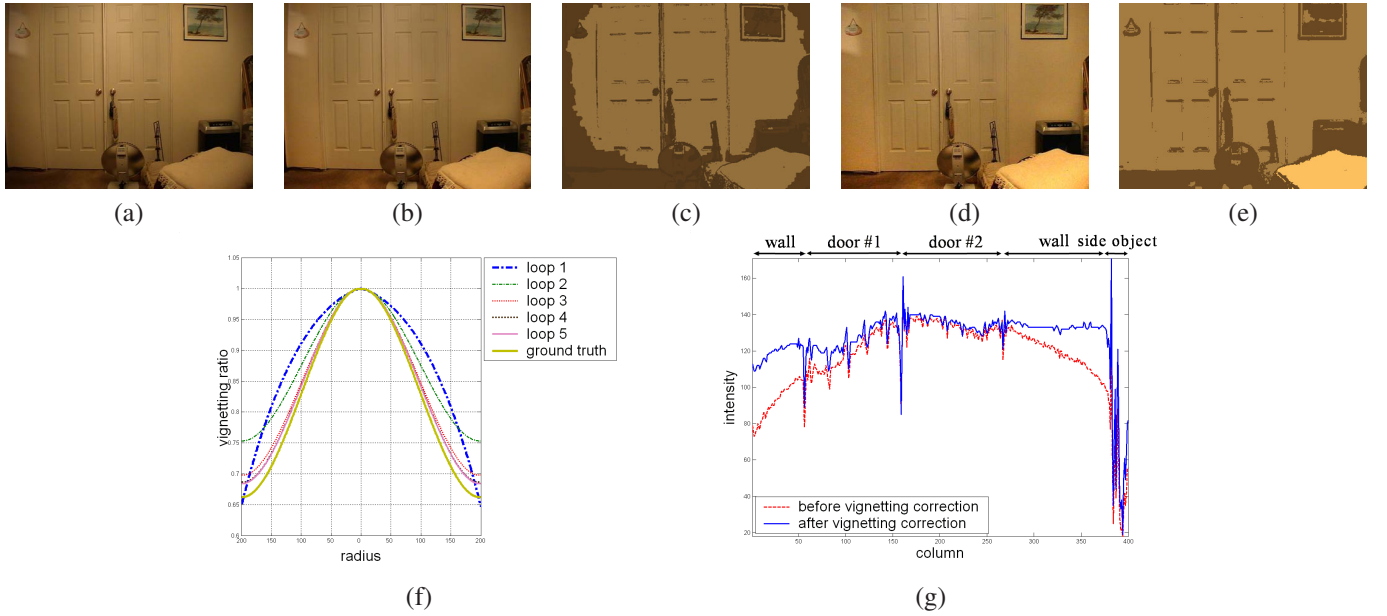 (a)
(b)
(c)
(d)
(e)
1.05
1
0.95
0.9
0.85
0.8
0.75
0.7
0.65
0.6
vignetting ratio
200 150 100 50 0 50 100 150 200
radius
loop 1
loop 2
loop 3
loop 4
loop 5
ground truth
(f)
wall door #1 door #2 wall side object
160
140
120
100
80
60
40
20
intensity
before vignetting correction
after vignetting correction
50 100 150 200 250 300 350 400
column
(g)